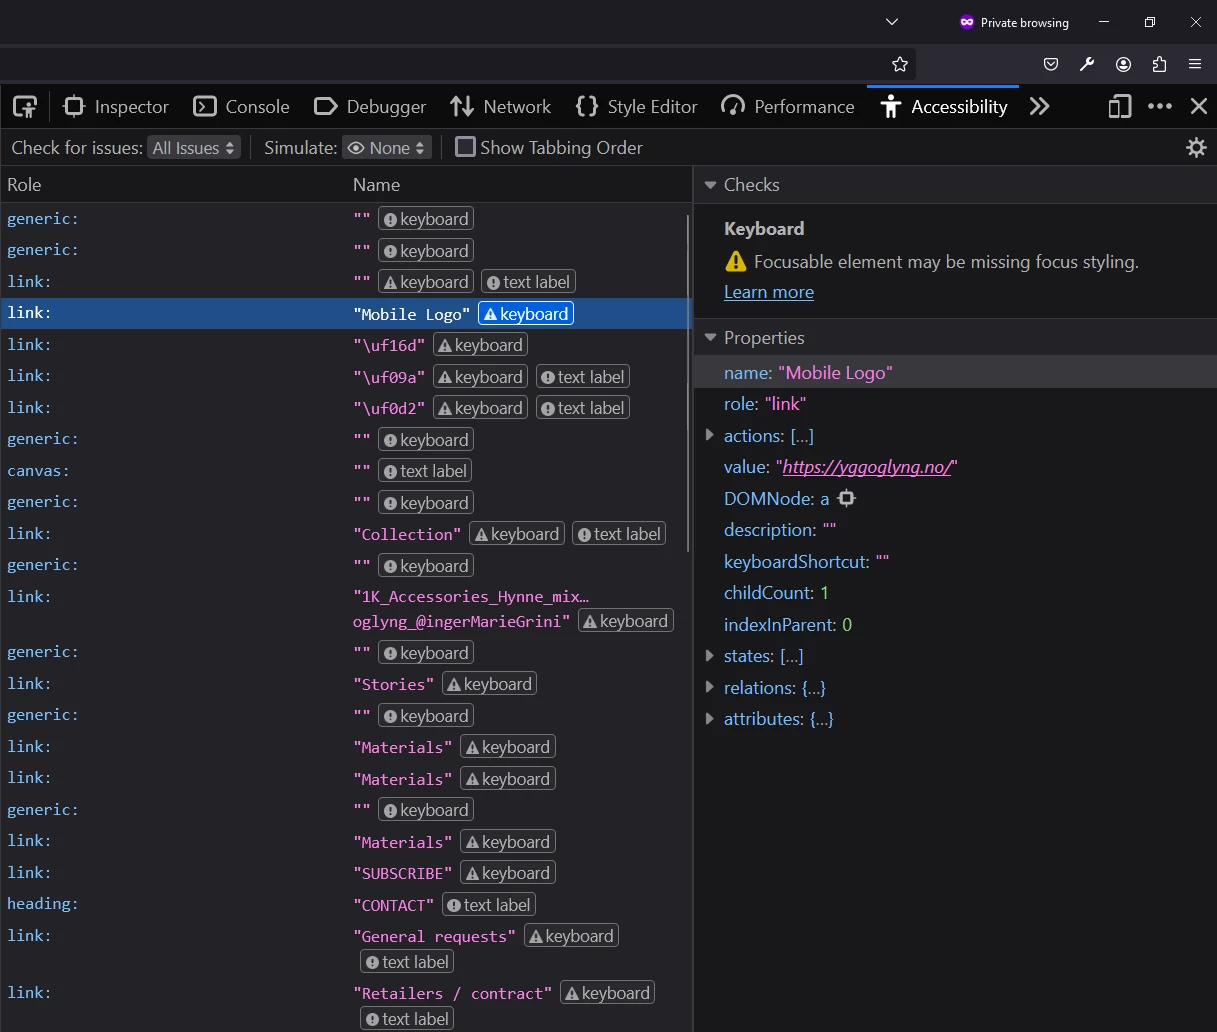 Private browsing
Inspector Console Debugger Network Style Editor Performance Accessibility
Check for issues: All Issues Simulate: None Show Tabbing Order
Role Name
generic: "" keyboard
generic: "" keyboard
link: "" keyboard text label
link: "Mobile Logo" keyboard
link: "\uf16d" keyboard
link: "\uf09a" keyboard text label
link: "\uf0d2" keyboard text label
generic: "" keyboard
canvas: "" text label
generic: "" keyboard
link: "Collection" keyboard text label
generic: "" keyboard
link: "1K_Accessories_Hynne_mix…
oglyng_@ingerMarieGrini" keyboard
generic: "" keyboard
link: "Stories" keyboard
generic: "" keyboard
link: "Materials" keyboard
link: "Materials" keyboard
generic: "" keyboard
link: "Materials" keyboard
link: "SUBSCRIBE" keyboard
heading: "CONTACT" text label
link: "General requests" keyboard
text label
link: "Retailers / contract" keyboard
text label
Checks
Keyboard
Focusable element may be missing focus styling.
Learn more
Properties
name: "Mobile Logo"
role: "link"
actions: […]
value: "https://yggoglyng.no/"
DOMNode: a
description: ""
keyboardShortcut: ""
childCount: 1
indexInParent: 0
states: […]
relations: {…}
attributes: {…}